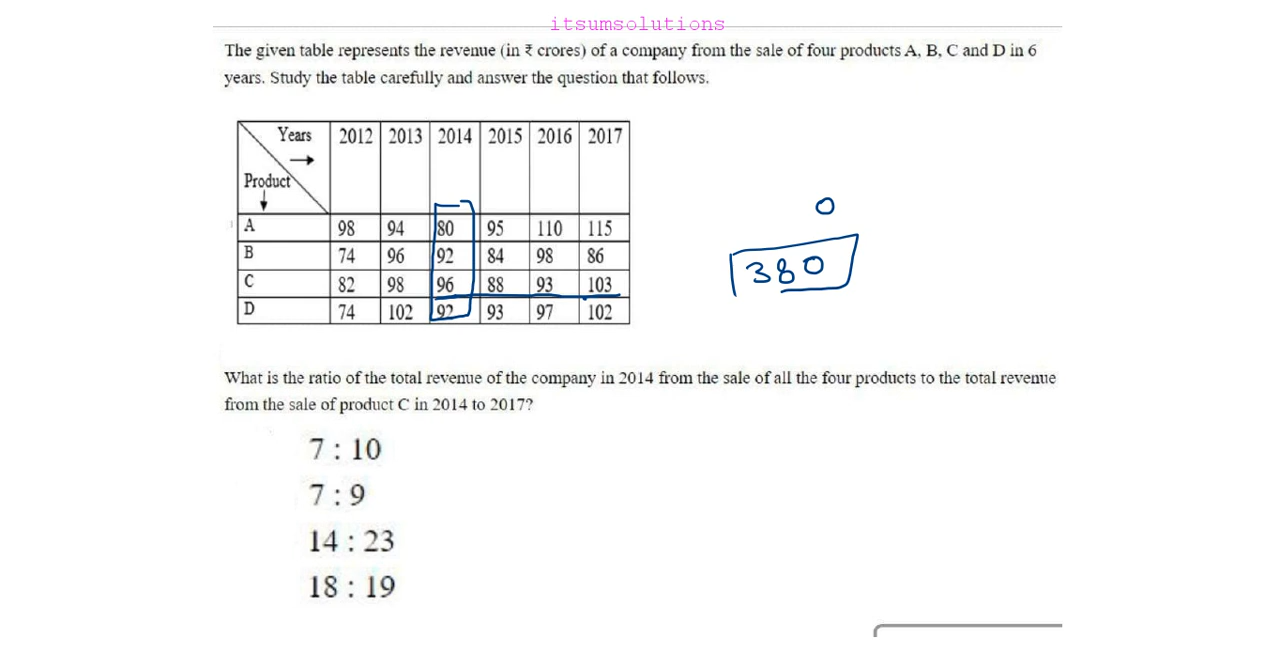 itsumsolutions
The given table represents the revenue (in ₹ crores) of a company from the sale of four products A, B, C and D in 6
years. Study the table carefully and answer the question that follows.
Years 2012 2013 2014 2015 2016 2017
Product
A 98 94 80 95 110 115
B 74 96 92 84 98 86
C 82 98 96 88 93 103
D 74 102 92 93 97 102
0
380
What is the ratio of the total revenue of the company in 2014 from the sale of all the four products to the total revenue
from the sale of product C in 2014 to 2017?
7 : 10
7 : 9
14 : 23
18 : 19